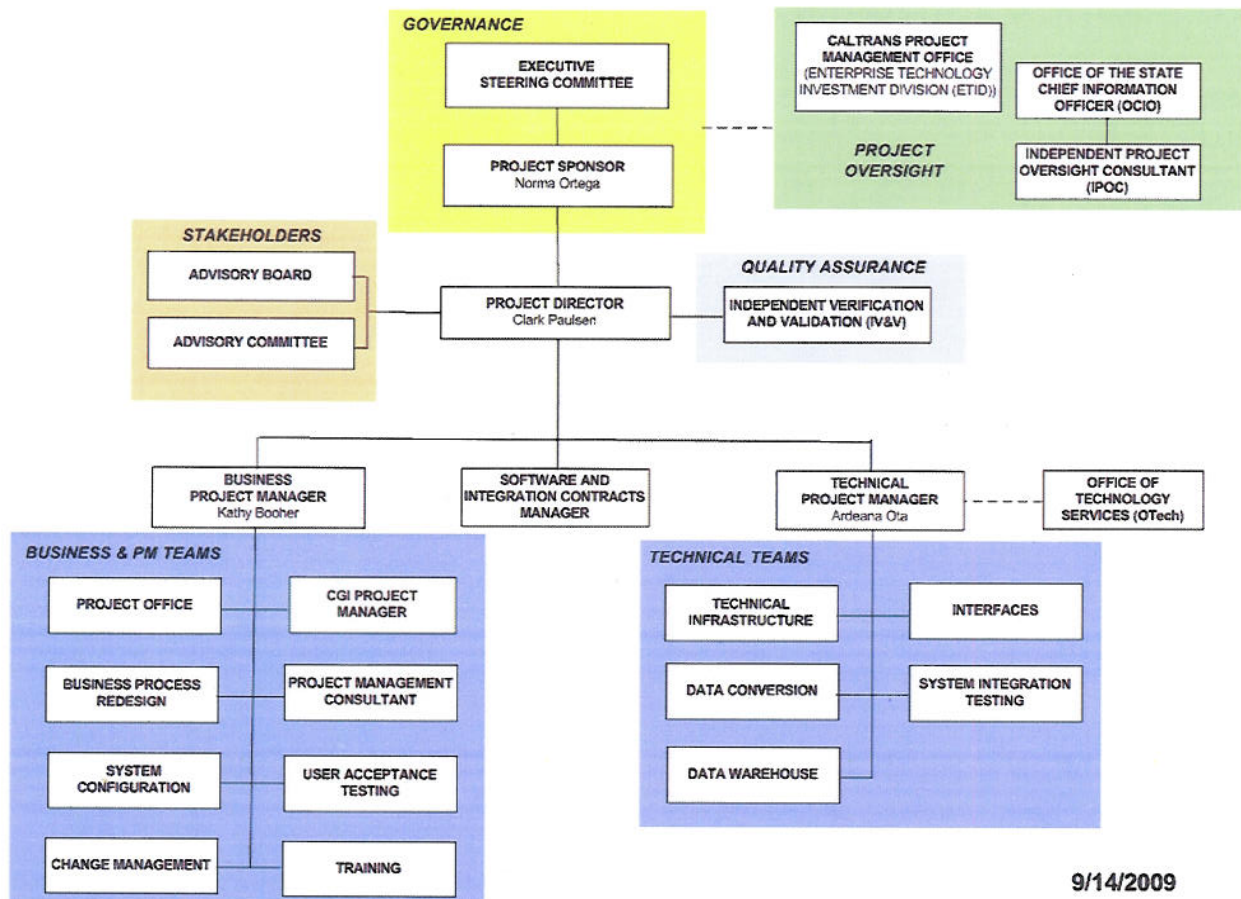 GOVERNANCE
EXECUTIVE
STEERING COMMITTEE
PROJECT SPONSOR
Norma Ortega
CALTRANS PROJECT
MANAGEMENT OFFICE
(ENTERPRISE TECHNOLOGY
INVESTMENT DIVISION (ETID))
OFFICE OF THE STATE
CHIEF INFORMATION
OFFICER (OCIO)
PROJECT
OVERSIGHT
INDEPENDENT PROJECT
OVERSIGHT CONSULTANT
(IPOC)
STAKEHOLDERS
ADVISORY BOARD
ADVISORY COMMITTEE
PROJECT DIRECTOR
Clark Paulsen
QUALITY ASSURANCE
INDEPENDENT VERIFICATION
AND VALIDATION (IV&V)
BUSINESS
PROJECT MANAGER
Kathy Booher
SOFTWARE AND
INTEGRATION CONTRACTS
MANAGER
TECHNICAL
PROJECT MANAGER
Ardeana Ota
OFFICE OF
TECHNOLOGY
SERVICES (OTech)
BUSINESS & PM TEAMS
PROJECT OFFICE
CGI PROJECT
MANAGER
BUSINESS PROCESS
REDESIGN
PROJECT MANAGEMENT
CONSULTANT
SYSTEM
CONFIGURATION
USER ACCEPTANCE
TESTING
CHANGE MANAGEMENT
TRAINING
TECHNICAL TEAMS
TECHNICAL
INFRASTRUCTURE
INTERFACES
DATA CONVERSION
SYSTEM INTEGRATION
TESTING
DATA WAREHOUSE
9/14/2009